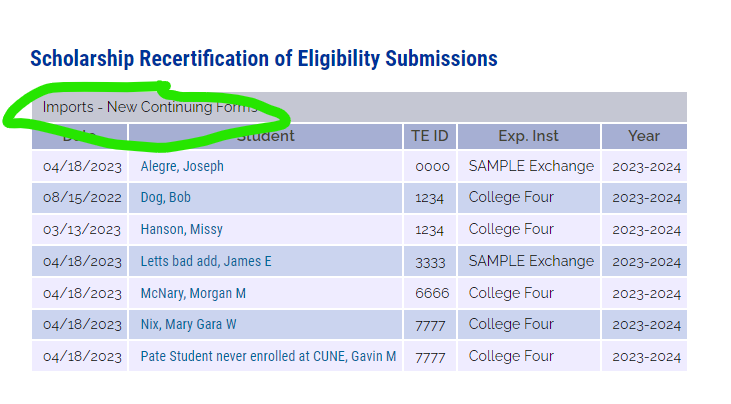 Scholarship Recertification of Eligibility Submissions
Imports - New Continuing Forms
Date Student TE ID Exp. Inst Year
04/18/2023 Alegre, Joseph 0000 SAMPLE Exchange 2023-2024
08/15/2022 Dog, Bob 1234 College Four 2023-2024
03/13/2023 Hanson, Missy 1234 College Four 2023-2024
04/18/2023 Letts bad add, James E 3333 SAMPLE Exchange 2023-2024
04/18/2023 McNary, Morgan M 6666 College Four 2023-2024
04/18/2023 Nix, Mary Gara W 7777 College Four 2023-2024
04/18/2023 Pate Student never enrolled at CUNE, Gavin M 7777 College Four 2023-2024